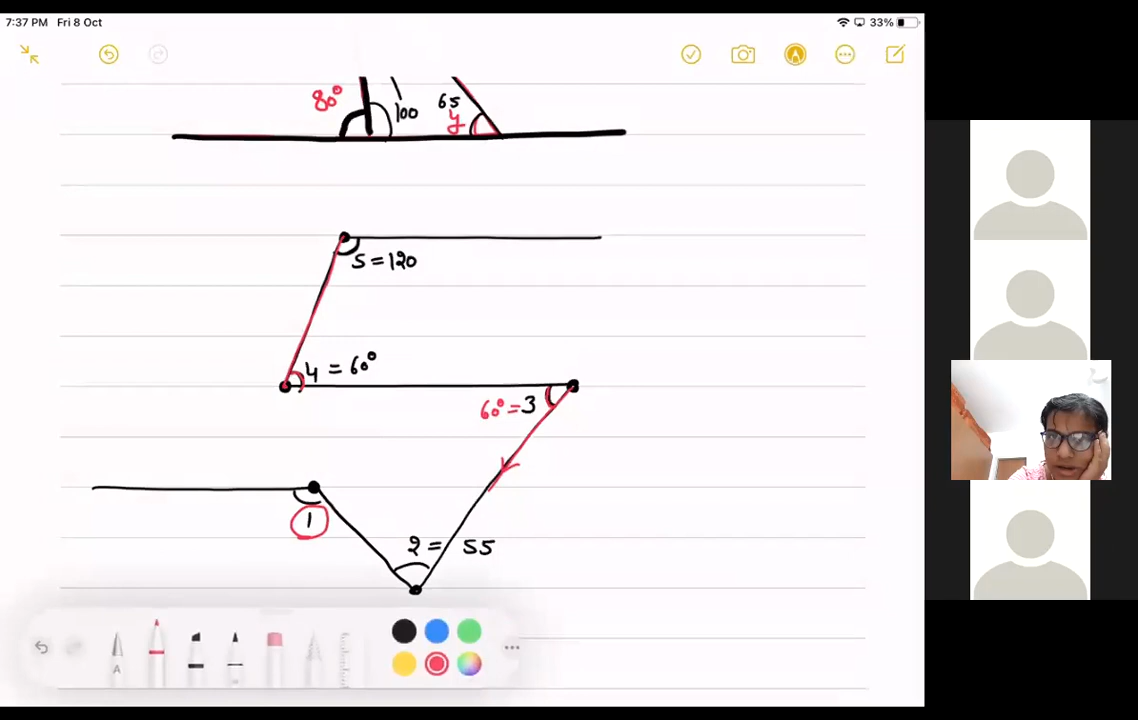 7:37 PM Fri 8 Oct 33%
80°
100
65
y
5 = 120
4 = 60°
60° = 3
1
2 = 55
A